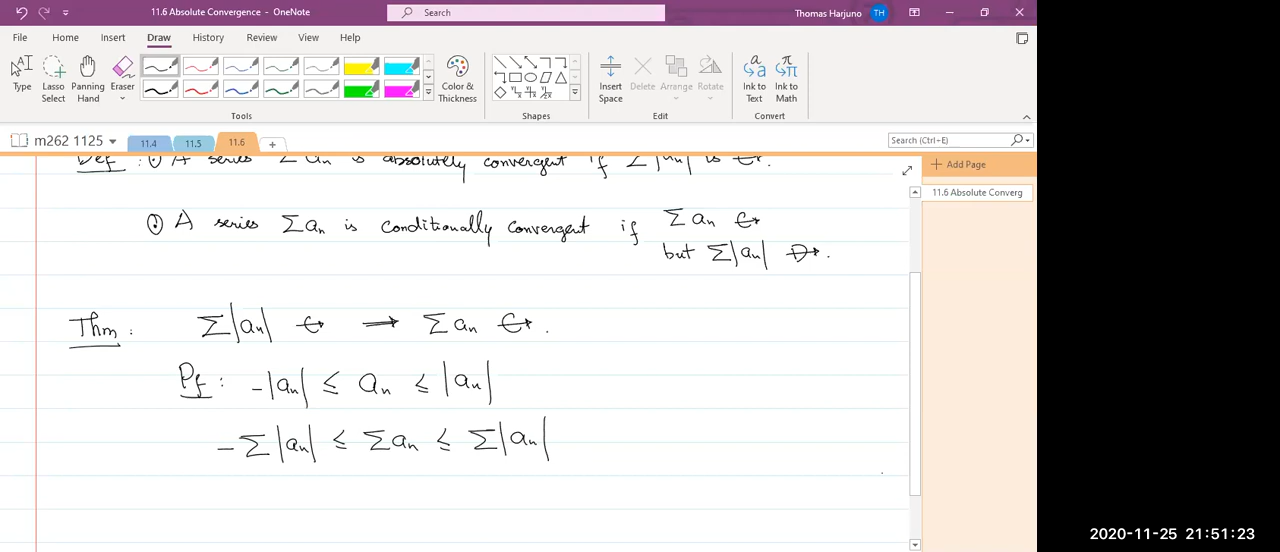 11.6 Absolute Convergence - OneNote
Search
Thomas Harjuno TH
File Home Insert Draw History Review View Help
Type Lasso Select Panning Hand Eraser Color & Thickness Insert Space Delete Arrange Rotate Ink to Text Ink to Math
Tools Shapes Edit Convert
m262 1125 11.4 11.5 11.6 Search (Ctrl+E)
Add Page
11.6 Absolute Converg
Def : ① A series Σ an is absolutely convergent if Σ |an| is C.
② A series Σ an is conditionally convergent if Σ an C
but Σ |an| D.
Thm : Σ |an| C → Σ an C.
Pf : -|an| ≤ an ≤ |an|
- Σ |an| ≤ Σ an ≤ Σ |an|
2020-11-25 21:51:23